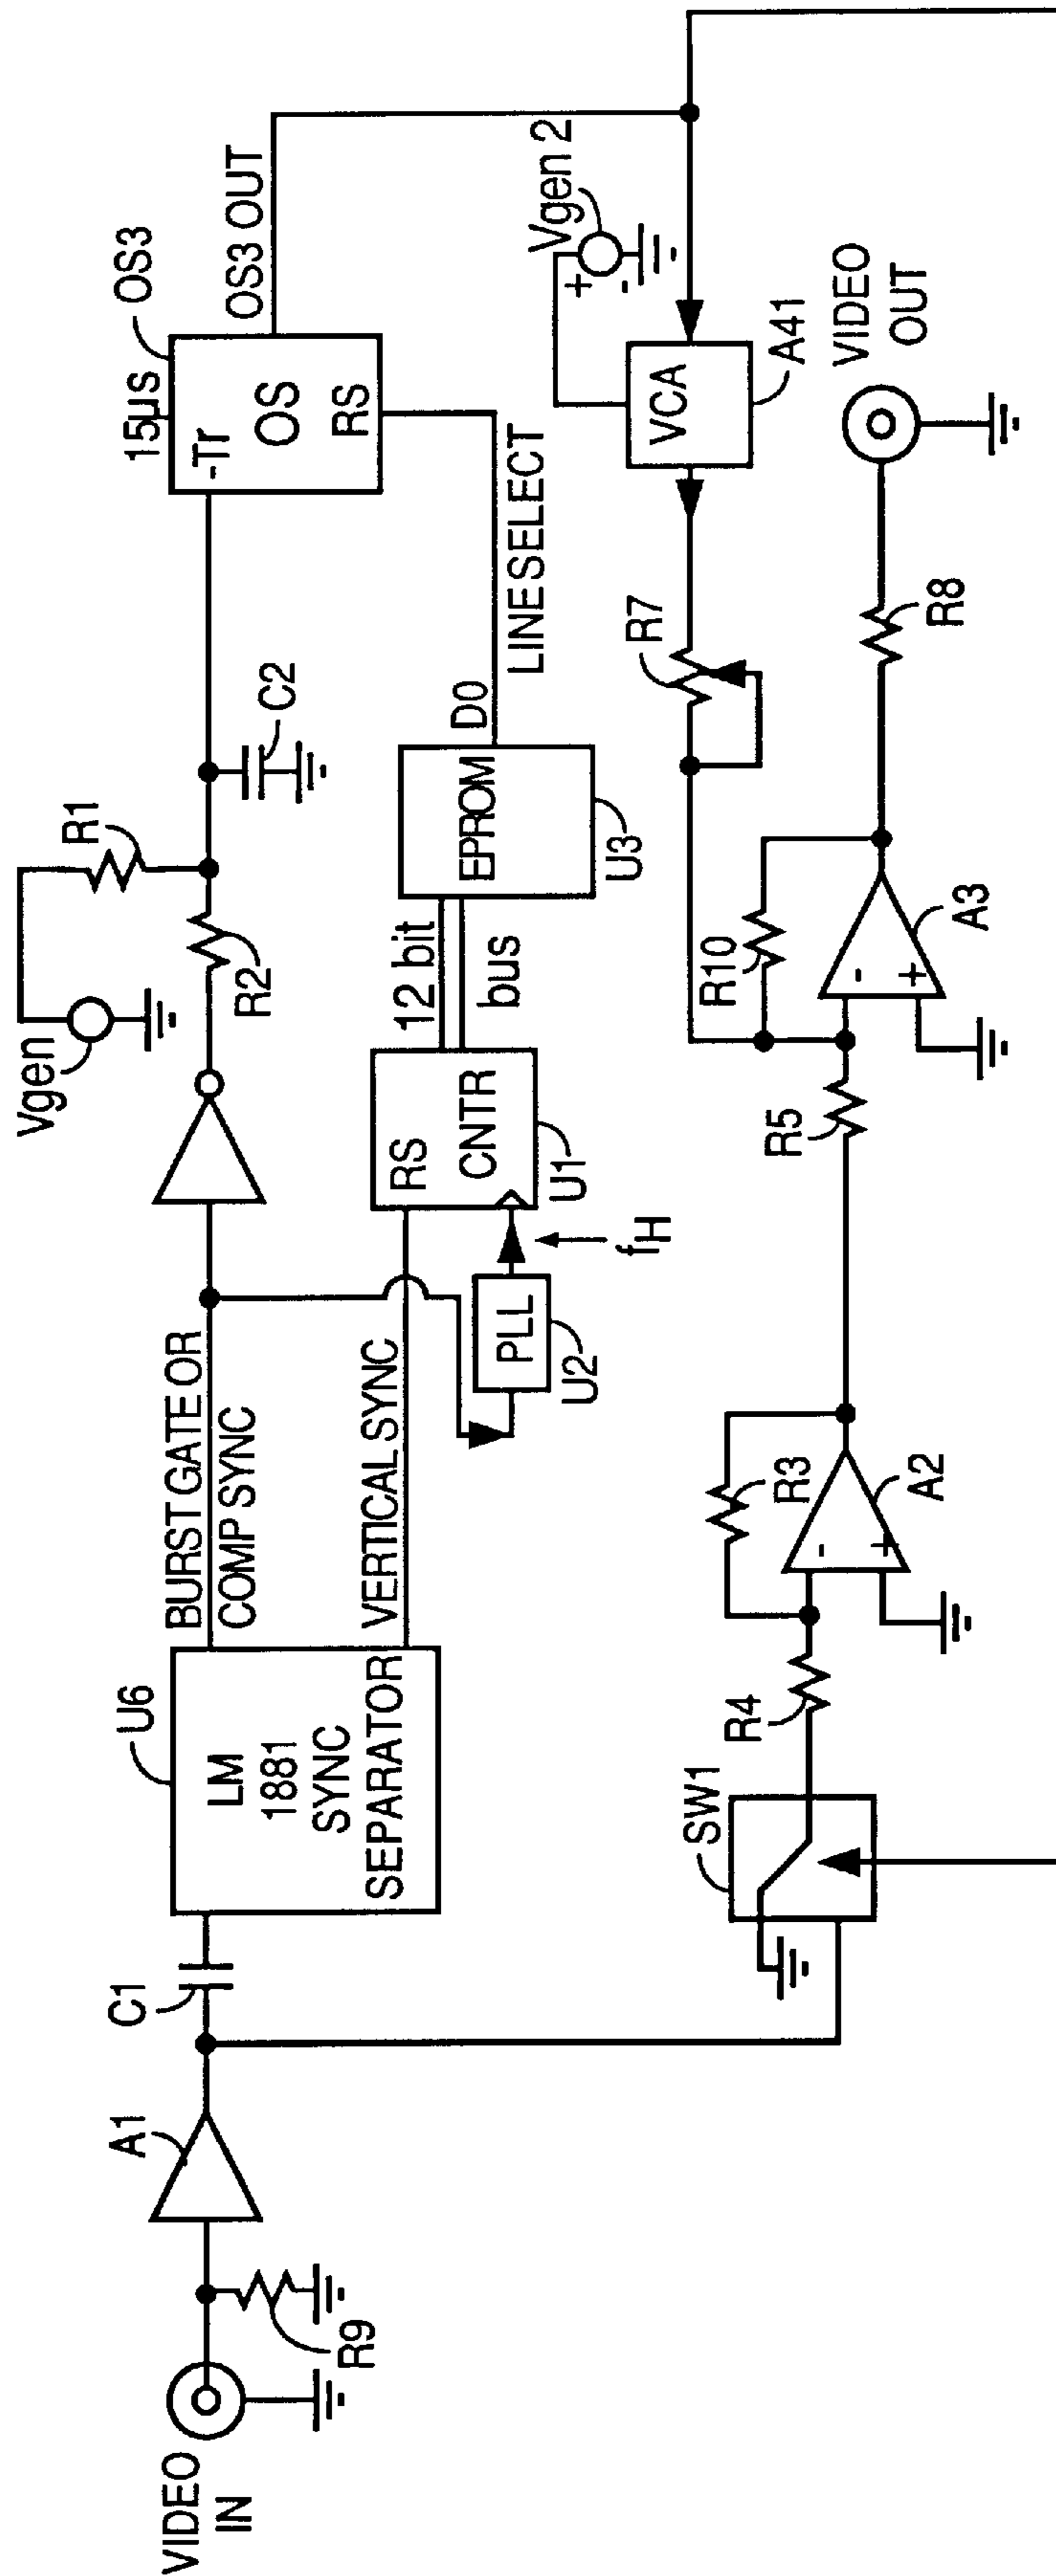 VIDEO
IN
R9
A1
C1
U6
LM
1881
SYNC
SEPARATOR
BURST GATE OR
COMP SYNC
VERTICAL SYNC
Vgen
R1
R2
C2
15µs
OS3
-Tr
OS
RS
OS3 OUT
PLL
U2
fH
RS
CNTR
U1
12 bit
bus
EPROM
U3
D0
LINE SELECT
SW1
R4
R3
-
+
A2
R5
R10
-
+
A3
R7
VCA
A41
Vgen 2
+
-
R8
VIDEO
OUT